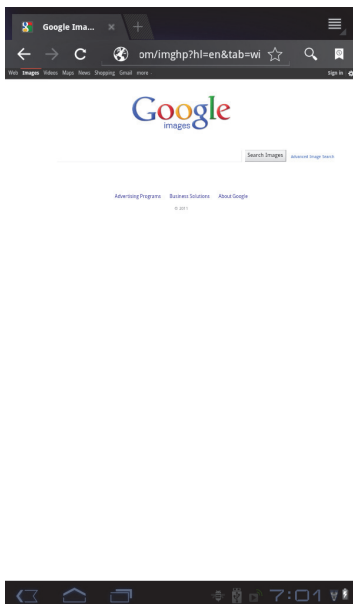 Google Ima...
om/imghp?hl=en&tab=wi
Web Images Videos Maps News Shopping Gmail more
Sign in
Google
images
Search Images
Advanced Image Search
Advertising Programs Business Solutions About Google
© 2011
7:01